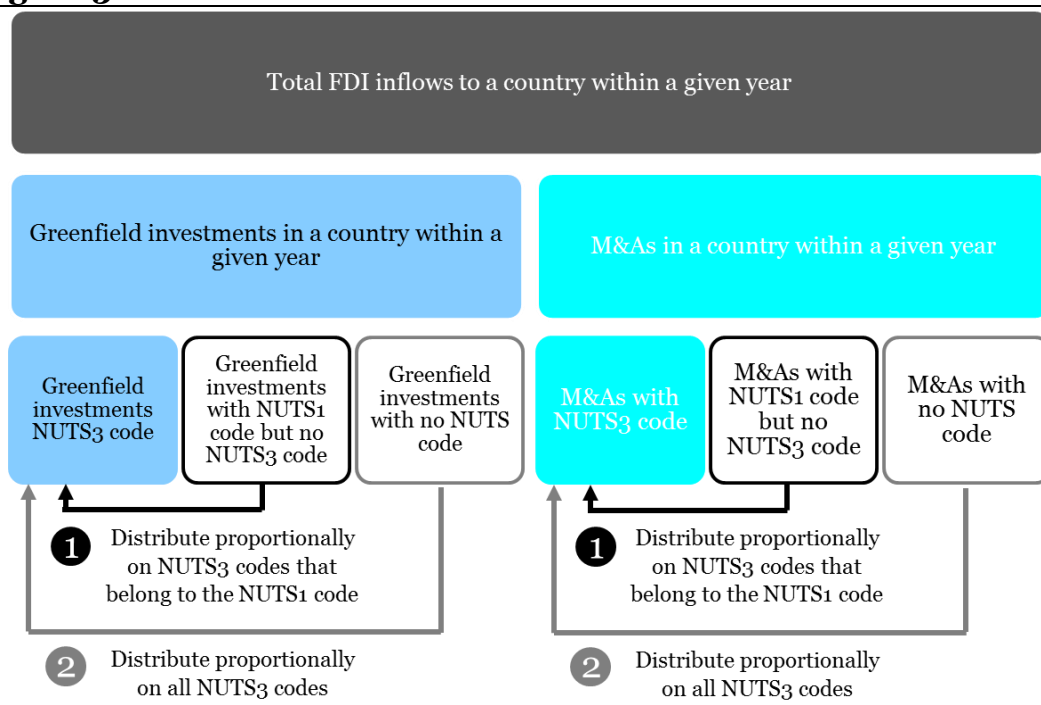 Total FDI inflows to a country within a given year
Greenfield investments in a country within a
given year
M&As in a country within a given year
Greenfield
investments
NUTS3 code
Greenfield
investments
with NUTS1
code but no
NUTS3 code
Greenfield
investments
with no NUTS
code
M&As with
NUTS3 code
M&As with
NUTS1 code
but no
NUTS3 code
M&As with
no NUTS
code
1
Distribute proportionally
on NUTS3 codes that
belong to the NUTS1 code
1
Distribute proportionally
on NUTS3 codes that
belong to the NUTS1 code
2
Distribute proportionally
on all NUTS3 codes
2
Distribute proportionally
on all NUTS3 codes